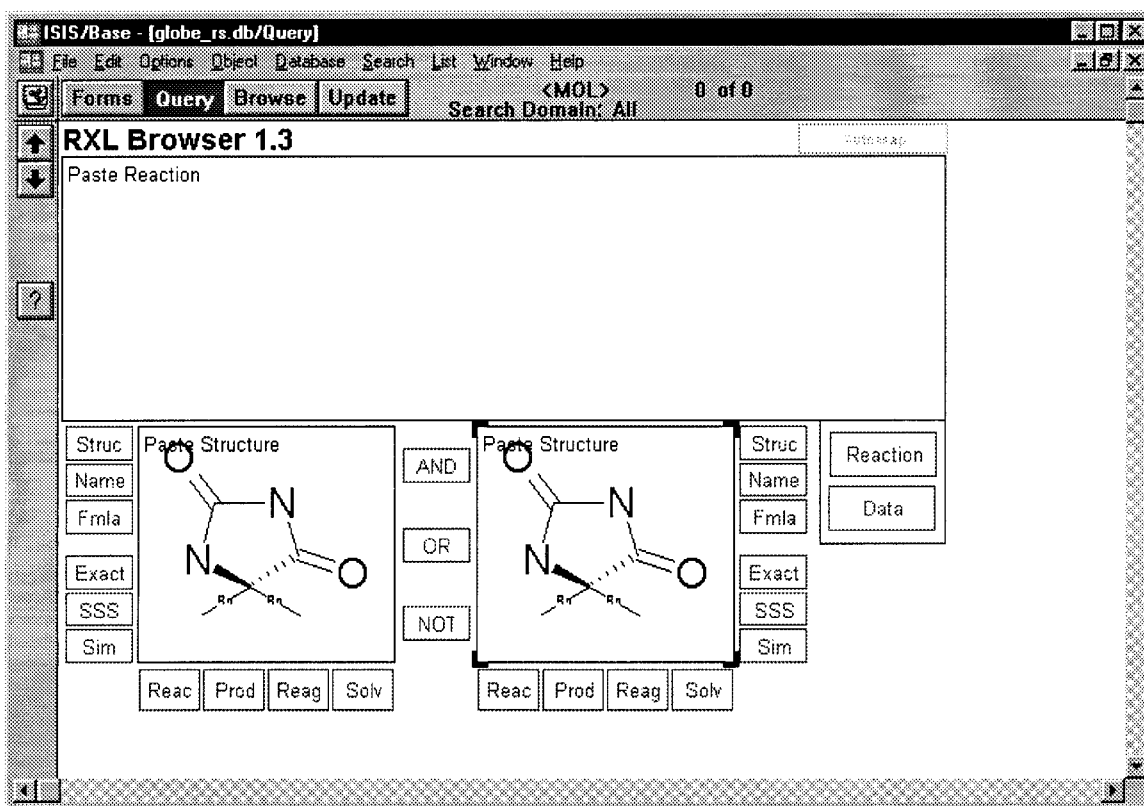 ISIS/Base - [globe_rs.db/Query]
File Edit Options Object Database Search List Window Help
Forms Query Browse Update <MOL> 0 of 0
Search Domain: All
RXL Browser 1.3
Automap
Paste Reaction
?
Struc Paste Structure AND Paste Structure Struc Reaction
Name Name
Fmla Fmla Data
O O
N N
OR
N O N O
Exact Exact
Rn Rn Rn Rn
SSS SSS
NOT
Sim Sim
Reac Prod Reag Solv Reac Prod Reag Solv